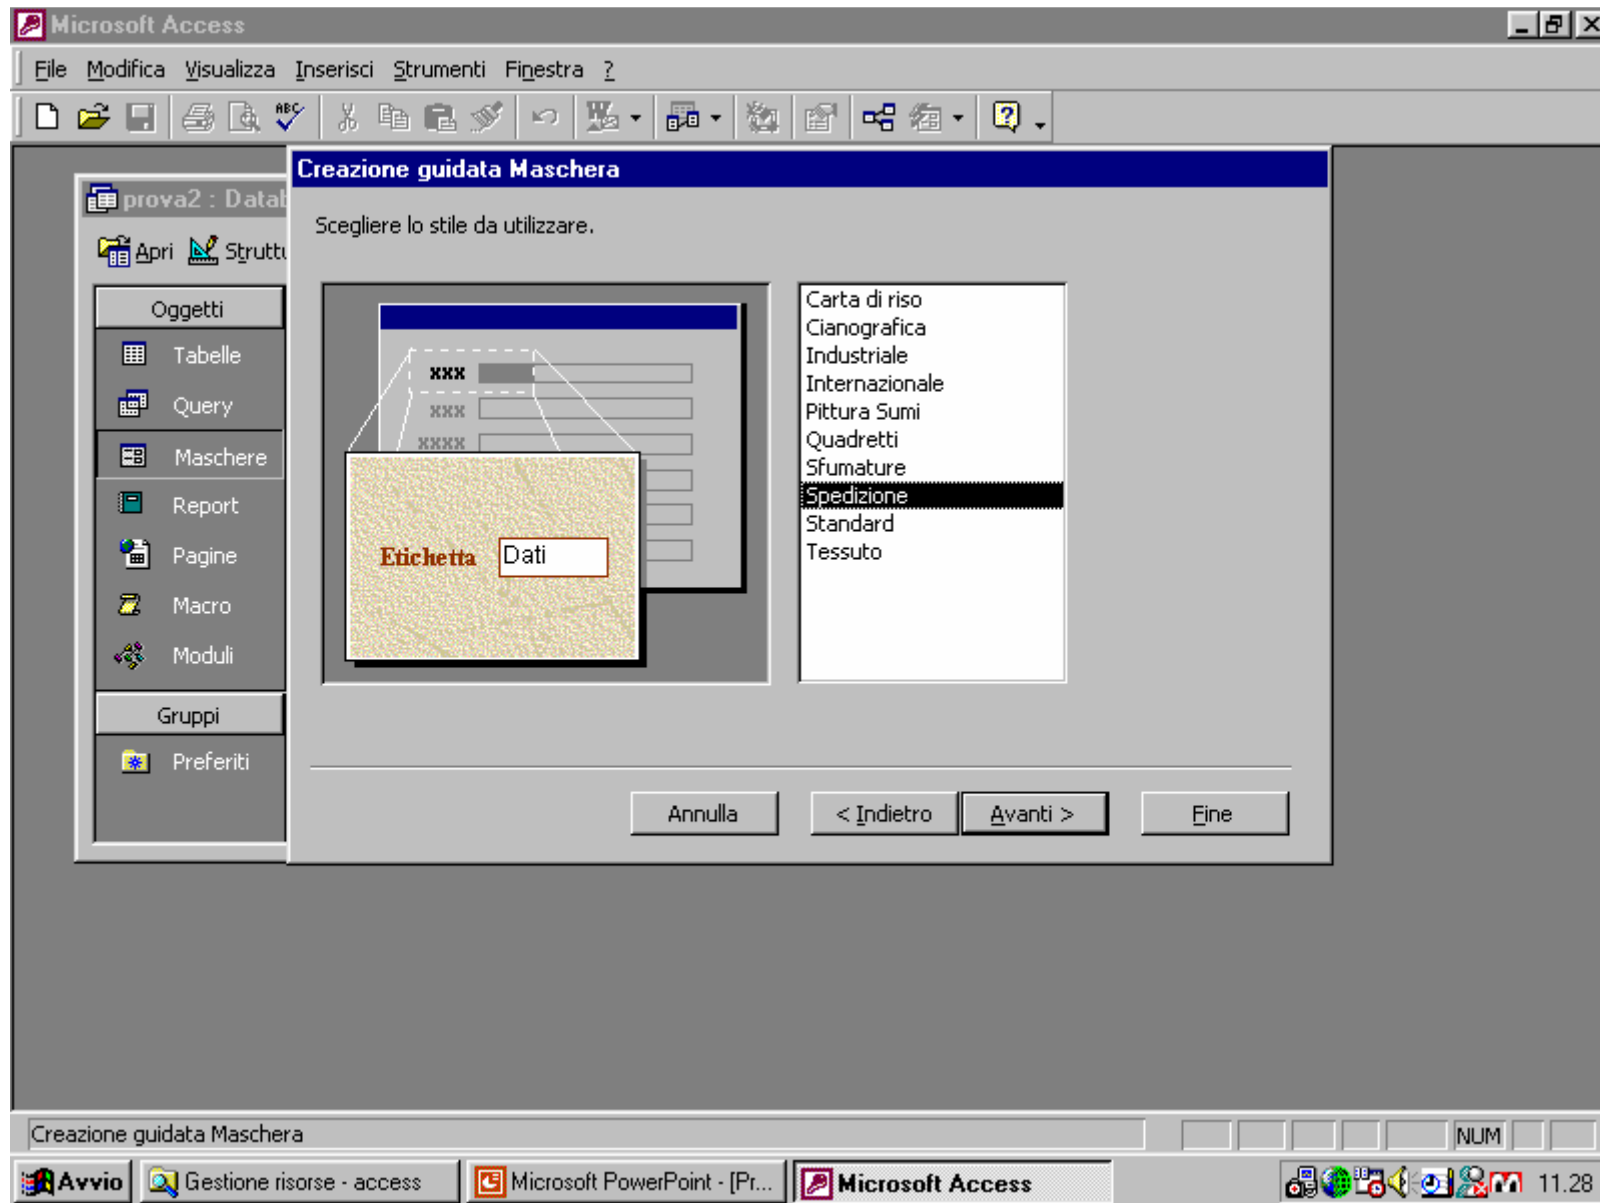 Microsoft Access
File Modifica Visualizza Inserisci Strumenti Finestra ?
ABC
Creazione guidata Maschera
prova2 : Datab
Scegliere lo stile da utilizzare.
Apri Struttu
Oggetti
Tabelle
Query
Maschere
Report
Pagine
Macro
Moduli
Gruppi
Preferiti
xxx
xxx
xxxx
Etichetta Dati
Carta di riso
Cianografica
Industriale
Internazionale
Pittura Sumi
Quadretti
Sfumature
Spedizione
Standard
Tessuto
Annulla < Indietro Avanti > Fine
Creazione guidata Maschera NUM
Avvio Gestione risorse - access Microsoft PowerPoint - [Pr... Microsoft Access 11.28